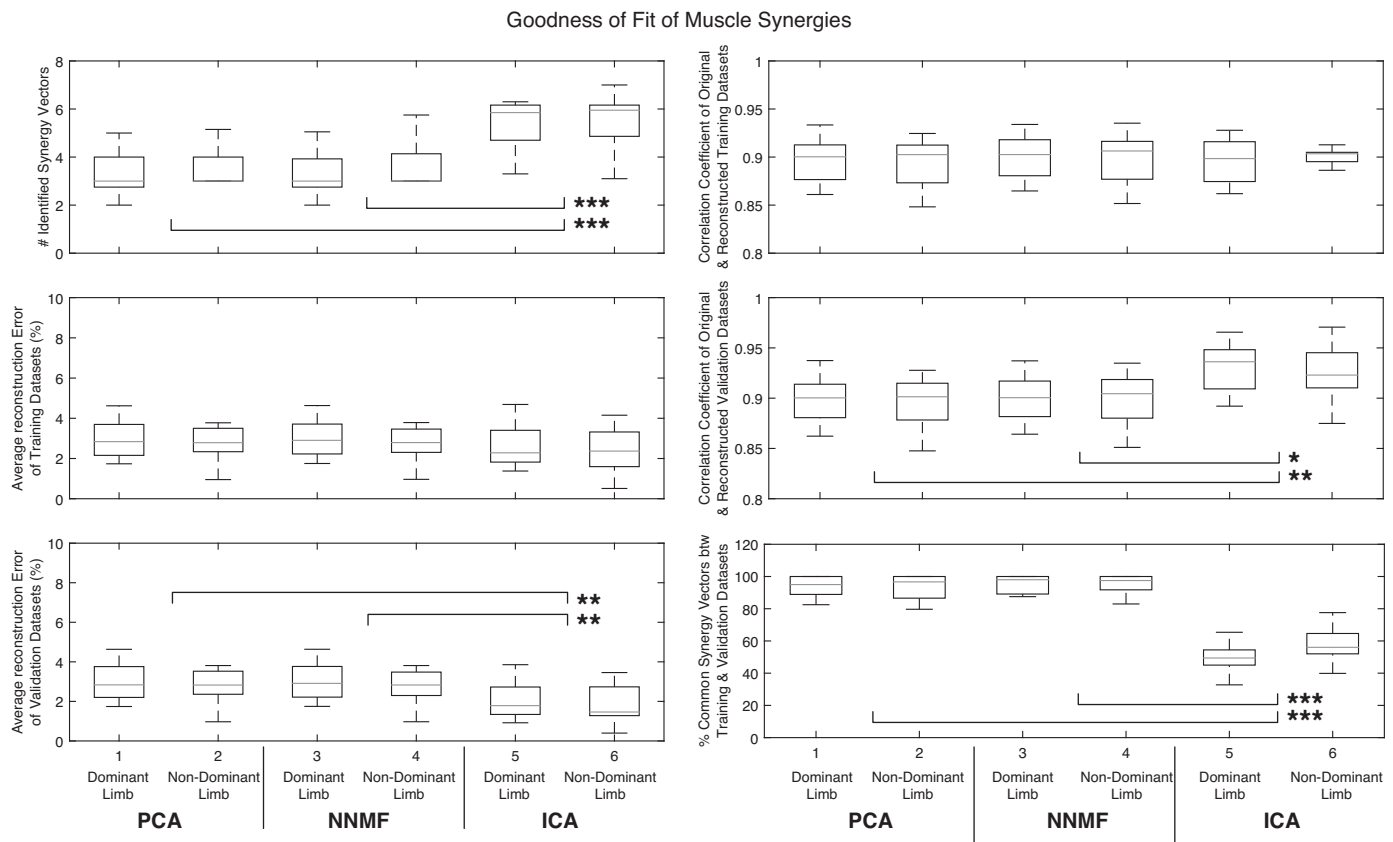 Goodness of Fit of Muscle Synergies
# Identified Synergy Vectors
8
6
4
2
0
***
***
Correlation Coefficient of Original
& Reconstructed Training Datasets
1
0.95
0.9
0.85
0.8
Average reconstruction Error
of Training Datasets (%)
10
8
6
4
2
0
Correlation Coefficient of Original
& Reconstructed Validation Datasets
1
0.95
0.9
0.85
0.8
*
**
Average reconstruction Error
of Validation Datasets (%)
10
8
6
4
2
0
**
**
1 2 3 4 5 6
Dominant Limb Non-Dominant Limb Dominant Limb Non-Dominant Limb Dominant Limb Non-Dominant Limb
PCA NNMF ICA
% Common Synergy Vectors btw
Training & Validation Datasets
120
100
80
60
40
20
0
***
***
1 2 3 4 5 6
Dominant Limb Non-Dominant Limb Dominant Limb Non-Dominant Limb Dominant Limb Non-Dominant Limb
PCA NNMF ICA